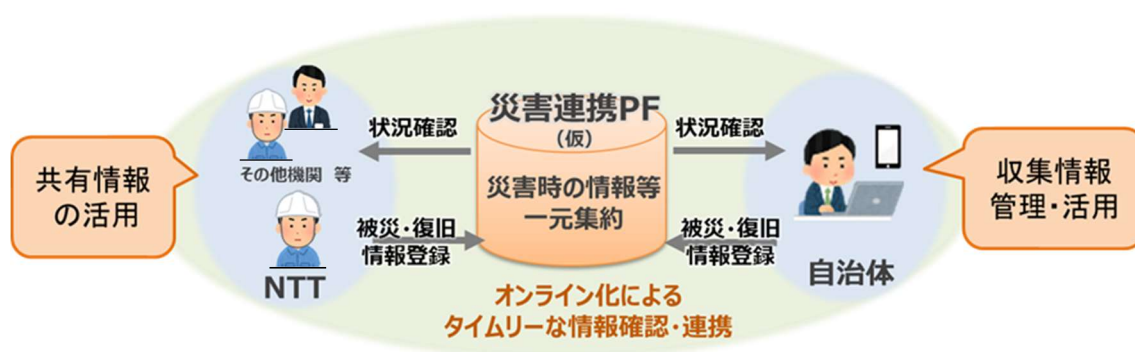 共有情報
の活用
その他機関 等
NTT
状況確認
被災・復旧
情報登録
災害連携PF
(仮)
災害時の情報等
一元集約
オンライン化による
タイムリーな情報確認・連携
状況確認
被災・復旧
情報登録
自治体
収集情報
管理・活用